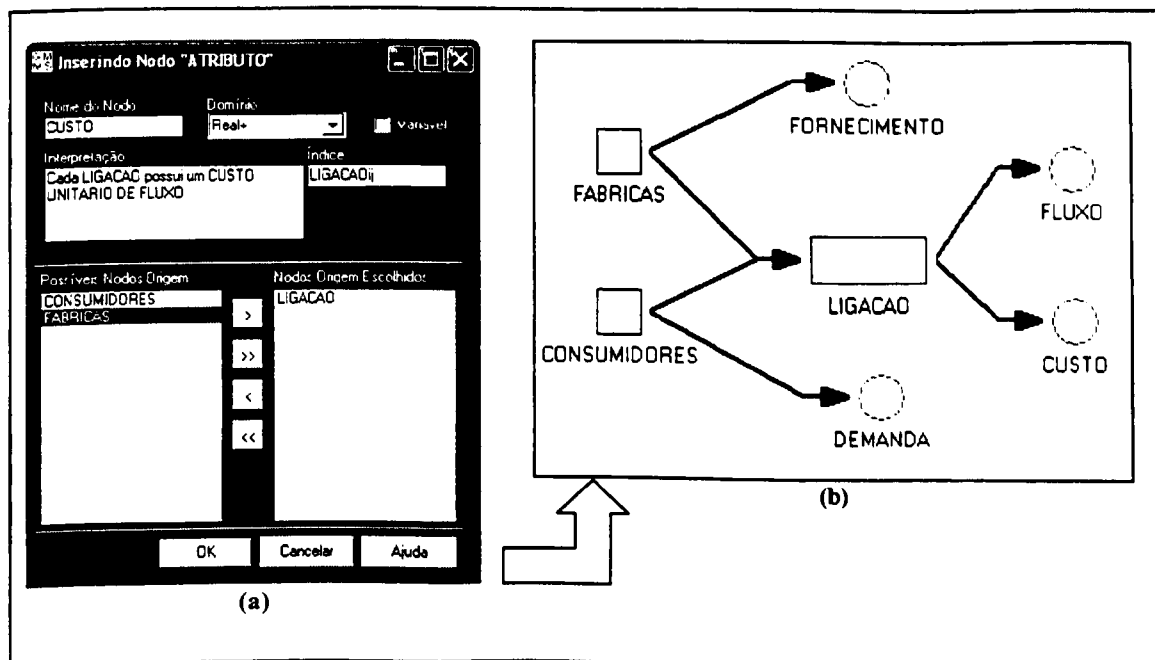 Inserindo Nodo "ATRIBUTO"
Nome do Nodo
Domínio
CUSTO
Real+
Variável
Interpretação
Índice
Cada LIGACAO possui um CUSTO
UNITARIO DE FLUXO
LIGACAOij
Possíveis Nodos Origem
Nodos Origem Escolhidos
CONSUMIDORES
FABRICAS
LIGACAO
>
>>
<
<<
OK
Cancelar
Ajuda
(a)
FORNECIMENTO
FABRICAS
FLUXO
LIGACAO
CONSUMIDORES
CUSTO
DEMANDA
(b)